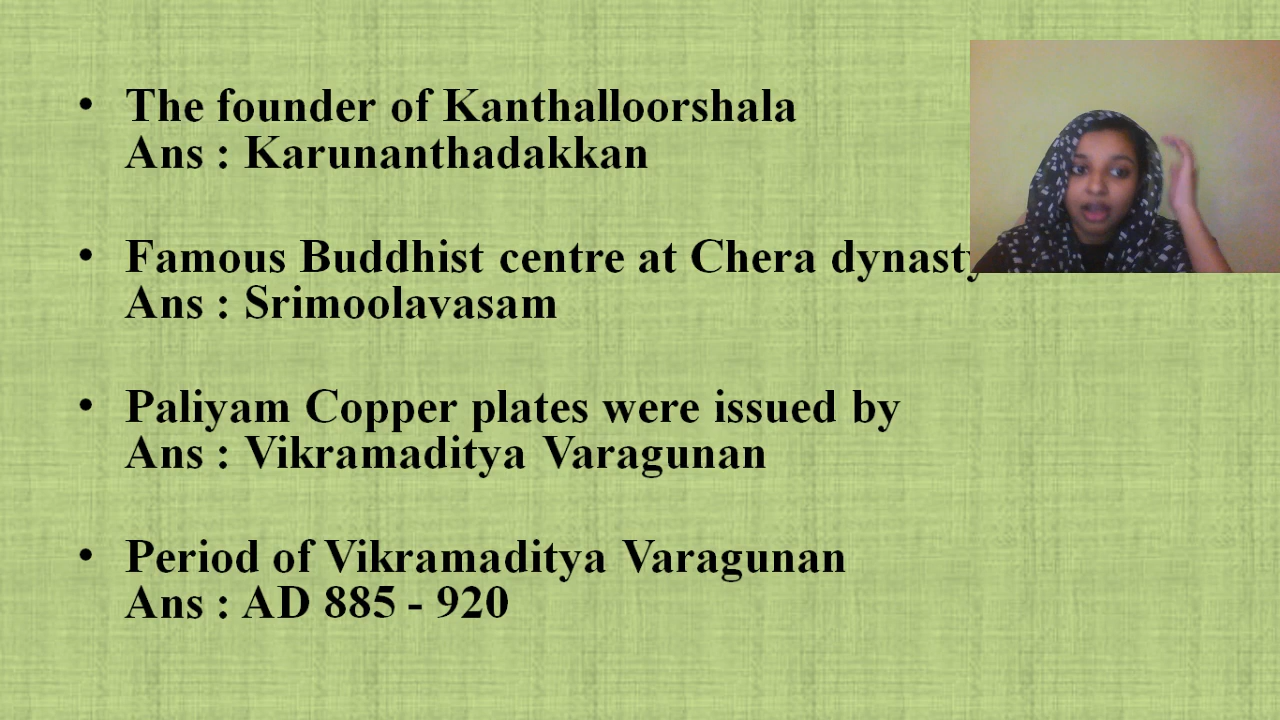 • The founder of Kanthalloorshala
Ans : Karunanthadakkan
• Famous Buddhist centre at Chera dynasty
Ans : Srimoolavasam
• Paliyam Copper plates were issued by
Ans : Vikramaditya Varagunan
• Period of Vikramaditya Varagunan
Ans : AD 885 - 920